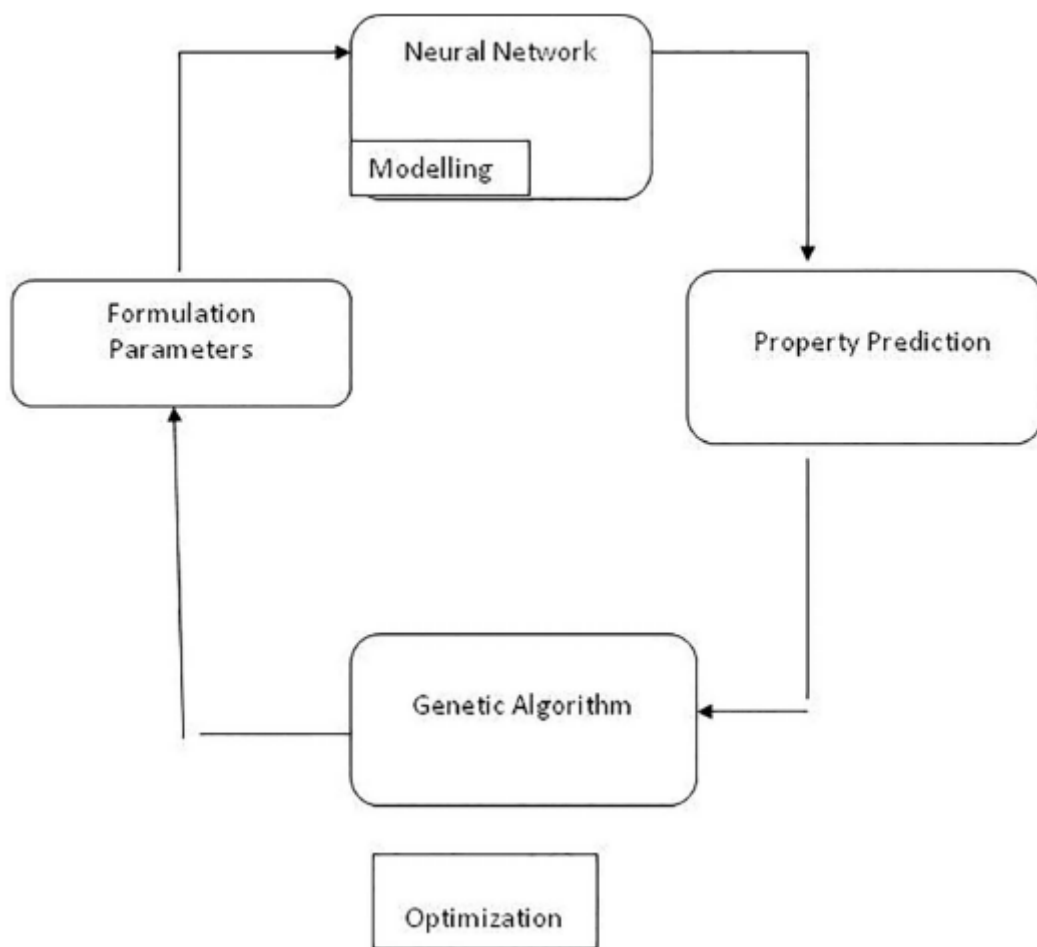 Neural Network
Modelling
Formulation
Parameters
Property Prediction
Genetic Algorithm
Optimization